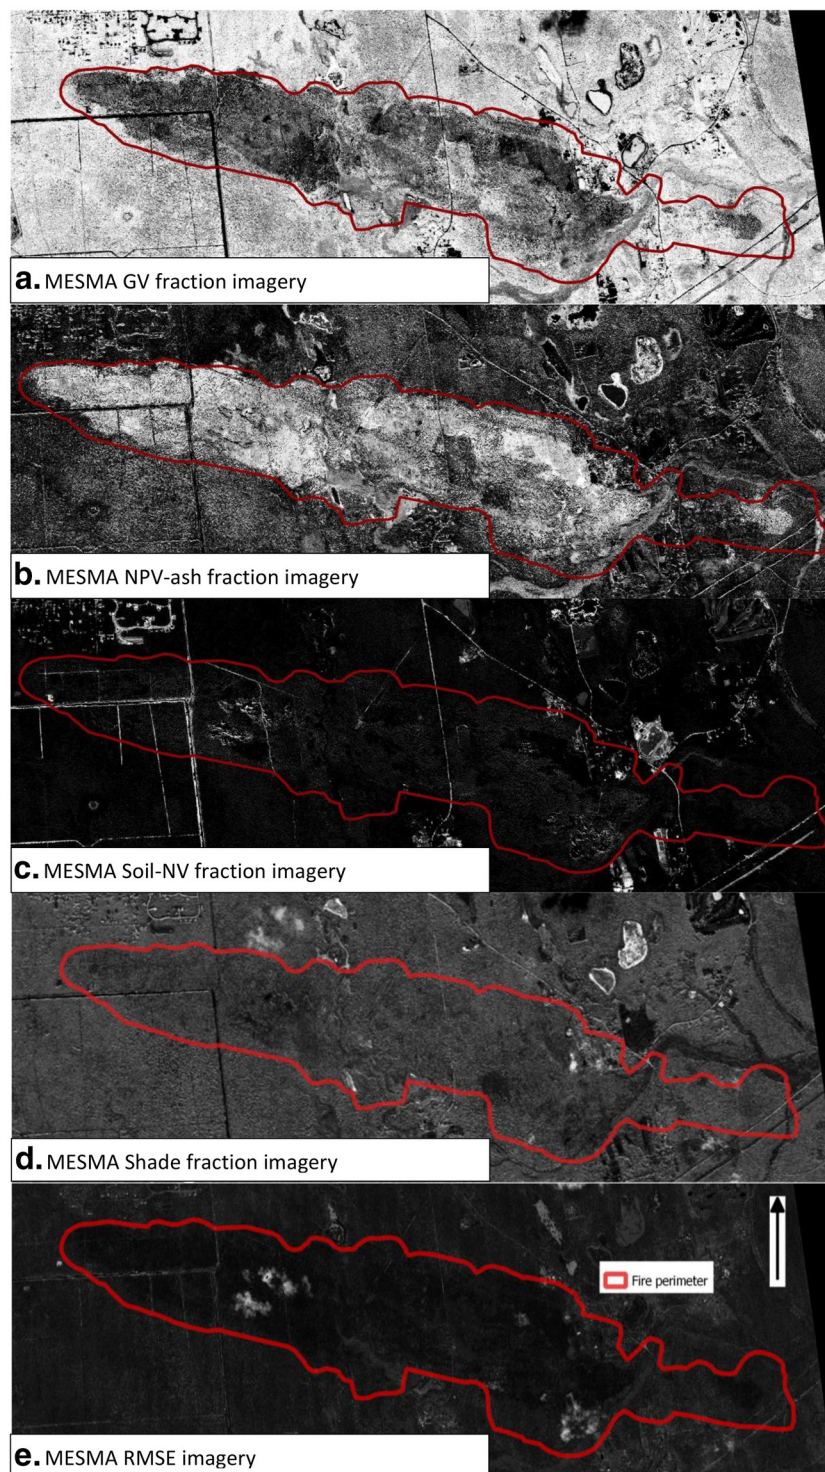 a. MESMA GV fraction imagery
b. MESMA NPV-ash fraction imagery
c. MESMA Soil-NV fraction imagery
d. MESMA Shade fraction imagery
Fire perimeter
e. MESMA RMSE imagery